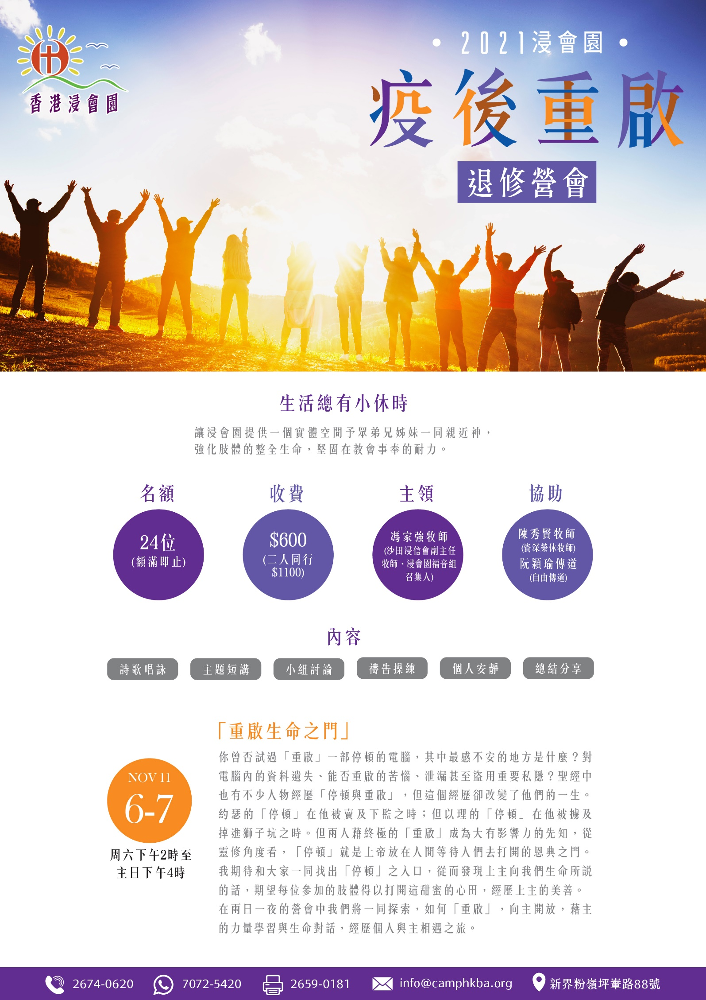 香港浸會園
2021浸會園
疫後重啟
退修營會
生活總有小休時
讓浸會園提供一個實體空間予眾弟兄姊妹一同親近神，
強化肢體的整全生命，堅固在教會事奉的耐力。
名額
24位
(額滿即止)
收費
$600
(二人同行
$1100)
主領
馮家強牧師
(沙田浸信會副主任
牧師、浸會園福音組
召集人)
協助
陳秀賢牧師
(資深榮休牧師)
阮穎瑜傳道
(自由傳道)
內容
詩歌唱詠
主題短講
小組討論
禱告操練
個人安靜
總結分享
NOV 11
6-7
周六下午2時至
主日下午4時
「重啟生命之門」
你曾否試過「重啟」一部停頓的電腦，其中最感不安的地方是什麼？對
電腦內的資料遺失、能否重啟的苦惱、泄漏甚至盜用重要私隱？聖經中
也有不少人物經歷「停頓與重啟」，但這個經歷卻改變了他們的一生。
約瑟的「停頓」在他被賣及下監之時；但以理的「停頓」在他被擄及
掉進獅子坑之時。但兩人藉終極的「重啟」成為大有影響力的先知，從
靈修角度看，「停頓」就是上帝放在人間等待人們去打開的恩典之門。
我期待和大家一同找出「停頓」之入口，從而發現上主向我們生命所説
的話，期望每位參加的肢體得以打開這甜蜜的心田，經歷上主的美善。
在兩日一夜的營會中我們將一同探索，如何「重啟」，向主開放，藉主
的力量學習與生命對話，經歷個人與主相遇之旅。
2674-0620
7072-5420
2659-0181
info@camphkba.org
新界粉嶺坪輋路88號